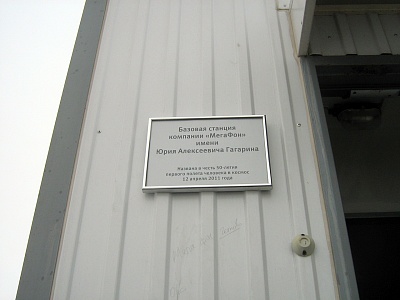 Базовая станция
компании «МегаФон»
имени
Юрия Алексеевича Гагарина
Названа в честь 50-летия
первого полета человека в космос
12 апреля 2011 года